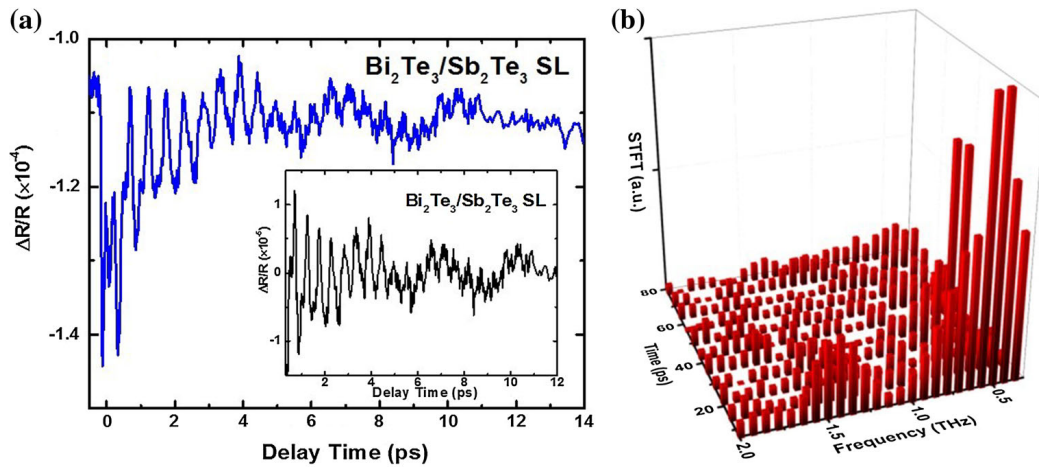 (a)
-1.0
-1.1
-1.2
-1.4
ΔR/R (×10⁻⁴)
Bi₂Te₃/Sb₂Te₃ SL
0
2
4
6
8
10
12
14
Delay Time (ps)
Bi₂Te₃/Sb₂Te₃ SL
1
0
-1
ΔR/R (×10⁻⁶)
2
4
6
8
10
12
Delay Time (ps)
(b)
STFT (a.u.)
80
60
40
20
Time (ps)
2.0
1.5
1.0
0.5
Frequency (THz)